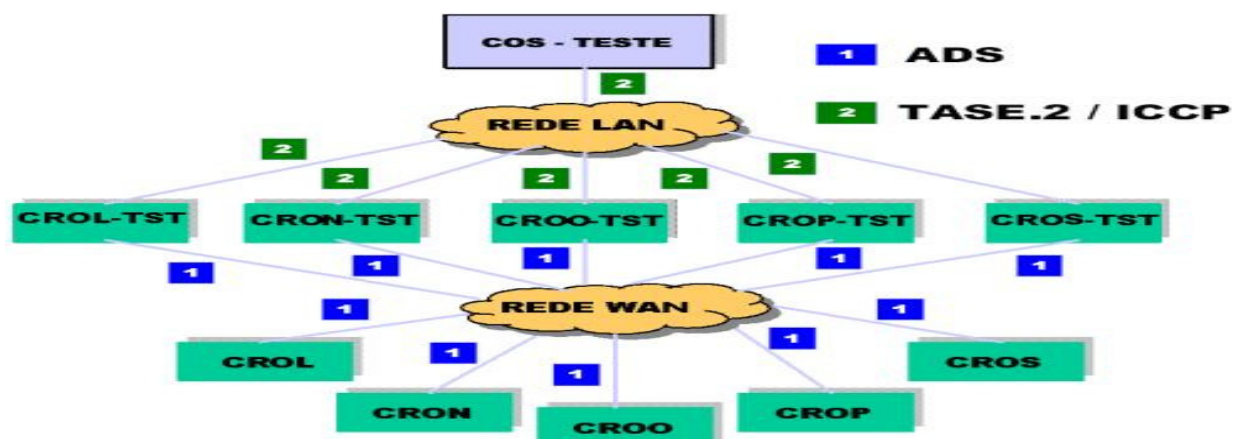 COS - TESTE
1 ADS
2
2 TASE.2 / ICCP
REDE LAN
2 2
2 2 2
CROL-TST CRON-TST CROO-TST CROP-TST CROS-TST
1 1 1 1 1
REDE WAN
1 1
1 1 1
CROL CROS
CRON CROO CROP